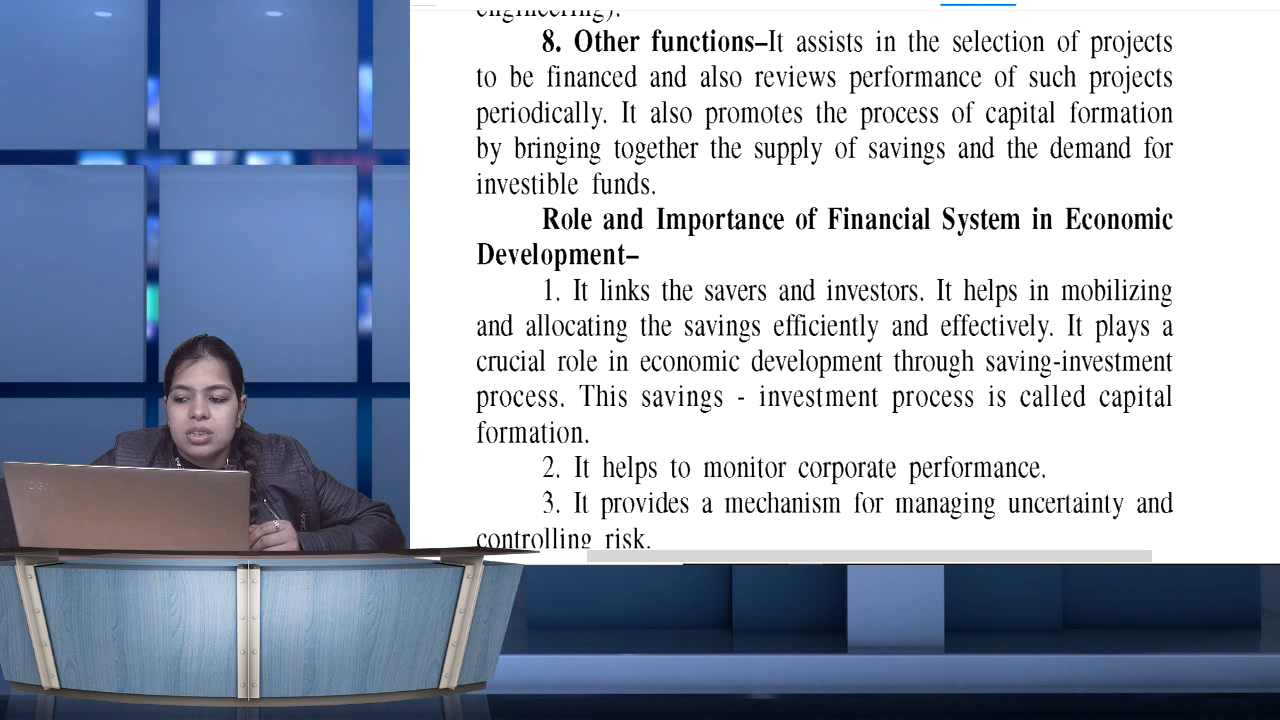 engineering).
8. Other functions–It assists in the selection of projects
to be financed and also reviews performance of such projects
periodically. It also promotes the process of capital formation
by bringing together the supply of savings and the demand for
investible funds.
Role and Importance of Financial System in Economic
Development–
1. It links the savers and investors. It helps in mobilizing
and allocating the savings efficiently and effectively. It plays a
crucial role in economic development through saving-investment
process. This savings - investment process is called capital
formation.
2. It helps to monitor corporate performance.
3. It provides a mechanism for managing uncertainty and
controlling risk.